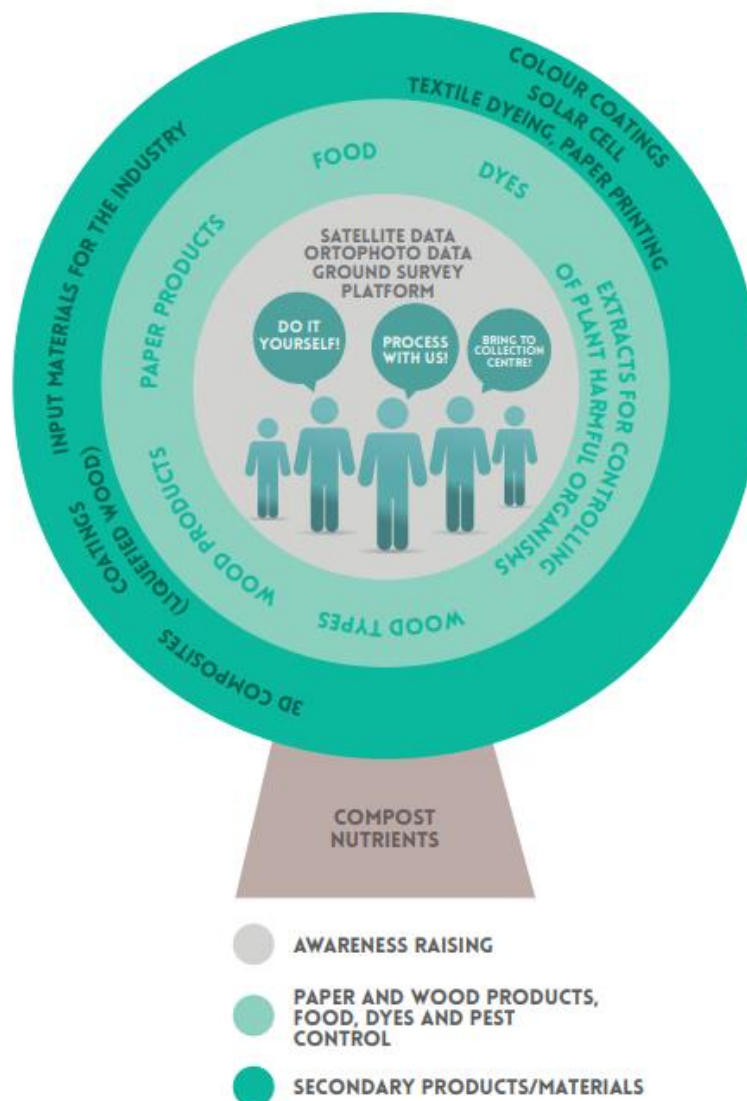 COLOUR COATINGS
SOLAR CELL
TEXTILE DYEING, PAPER PRINTING
INPUT MATERIALS FOR THE INDUSTRY
COATINGS
(LIQUEFIED WOOD)
3D COMPOSITES
FOOD
DYES
PAPER PRODUCTS
EXTRACTS FOR CONTROLLING
OF PLANT HARMFUL ORGANISMS
WOOD PRODUCTS
WOOD TYPES
SATELLITE DATA
ORTOPHOTO DATA
GROUND SURVEY
PLATFORM
DO IT
YOURSELF!
PROCESS
WITH US!
BRING TO
COLLECTION
CENTRE!
COMPOST
NUTRIENTS
AWARENESS RAISING
PAPER AND WOOD PRODUCTS,
FOOD, DYES AND PEST
CONTROL
SECONDARY PRODUCTS/MATERIALS